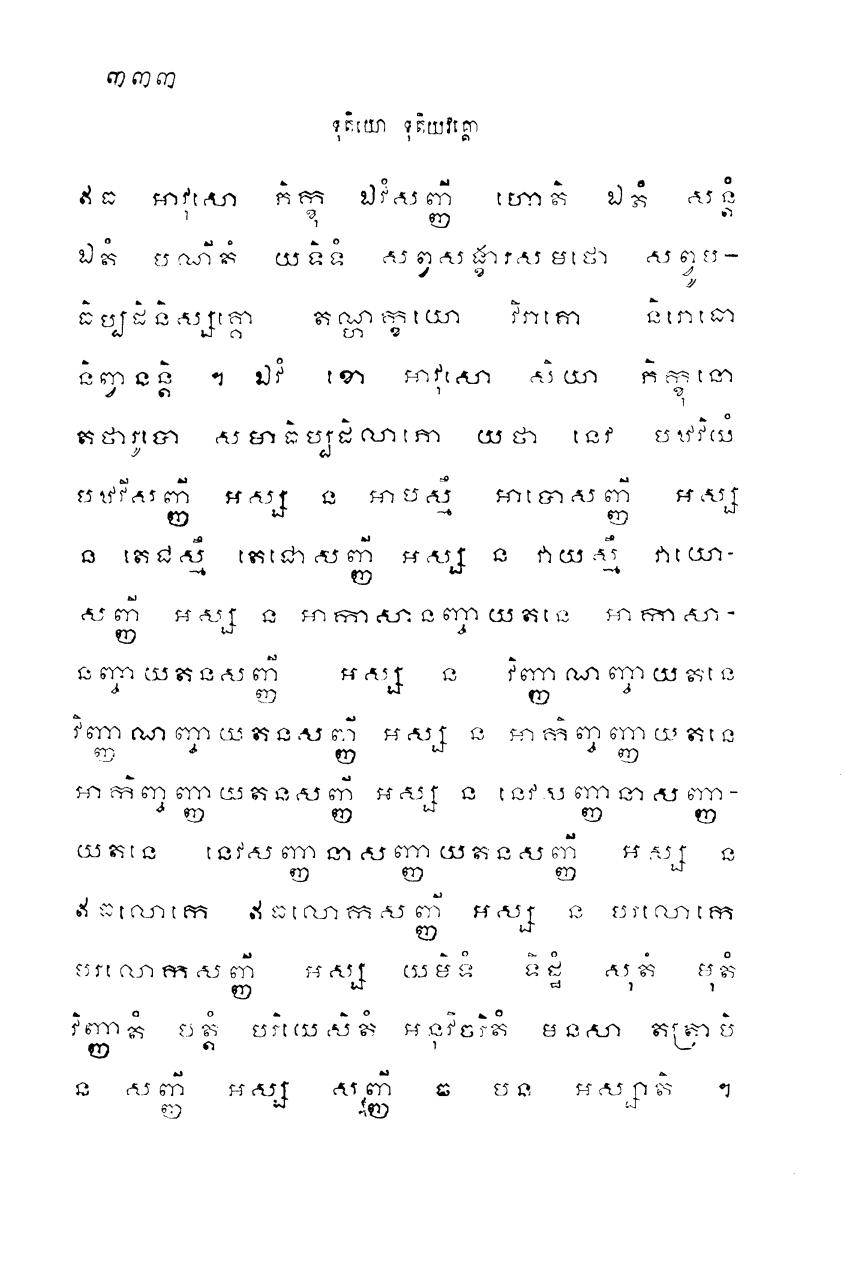 ៣៣៣
ទុតិយោ ទុតិយវគ្គោ
ឥធ អាវុសោ ភិក្ខុ ឯវំសញ្ញី ហោតិ ឯតំ សន្តំ
ឯតំ បណីតំ យទិទំ សព្វសង្ខារសមថោ សព្វូប-
ធិប្បដិនិស្សគ្គោ តណ្ហក្ខយោ វិរាគោ និរោធោ
និព្វានន្តិ ។ ឯវំ ខោ អាវុសោ សិយា ភិក្ខុនោ
តថារូបោ សមាធិប្បដិលាភោ យថា នេវ បឋវិយំ
បឋវីសញ្ញី អស្ស ន អាបស្មឹ អាបោសញ្ញី អស្ស
ន តេជស្មឹ តេជោសញ្ញី អស្ស ន វាយស្មឹ វាយោ-
សញ្ញី អស្ស ន អាកាសានញ្ចាយតនេ អាកាសា-
នញ្ចាយតនសញ្ញី អស្ស ន វិញ្ញាណញ្ចាយតនេ
វិញ្ញាណញ្ចាយតនសញ្ញី អស្ស ន អាកិញ្ចញ្ញាយតនេ
អាកិញ្ចញ្ញាយតនសញ្ញី អស្ស ន នេវសញ្ញានាសញ្ញា-
យតនេ នេវសញ្ញានាសញ្ញាយតនសញ្ញី អស្ស ន
ឥធលោកេ ឥធលោកសញ្ញី អស្ស ន បរលោកេ
បរលោកសញ្ញី អស្ស យមិទំ ទិដ្ឋំ សុតំ មុតំ
វិញ្ញាតំ បត្តំ បរិយេសិតំ អនុវិចរិតំ មនសា តត្រាបិ
ន សញ្ញី អស្ស សញ្ញី ច បន អស្សាតិ ។